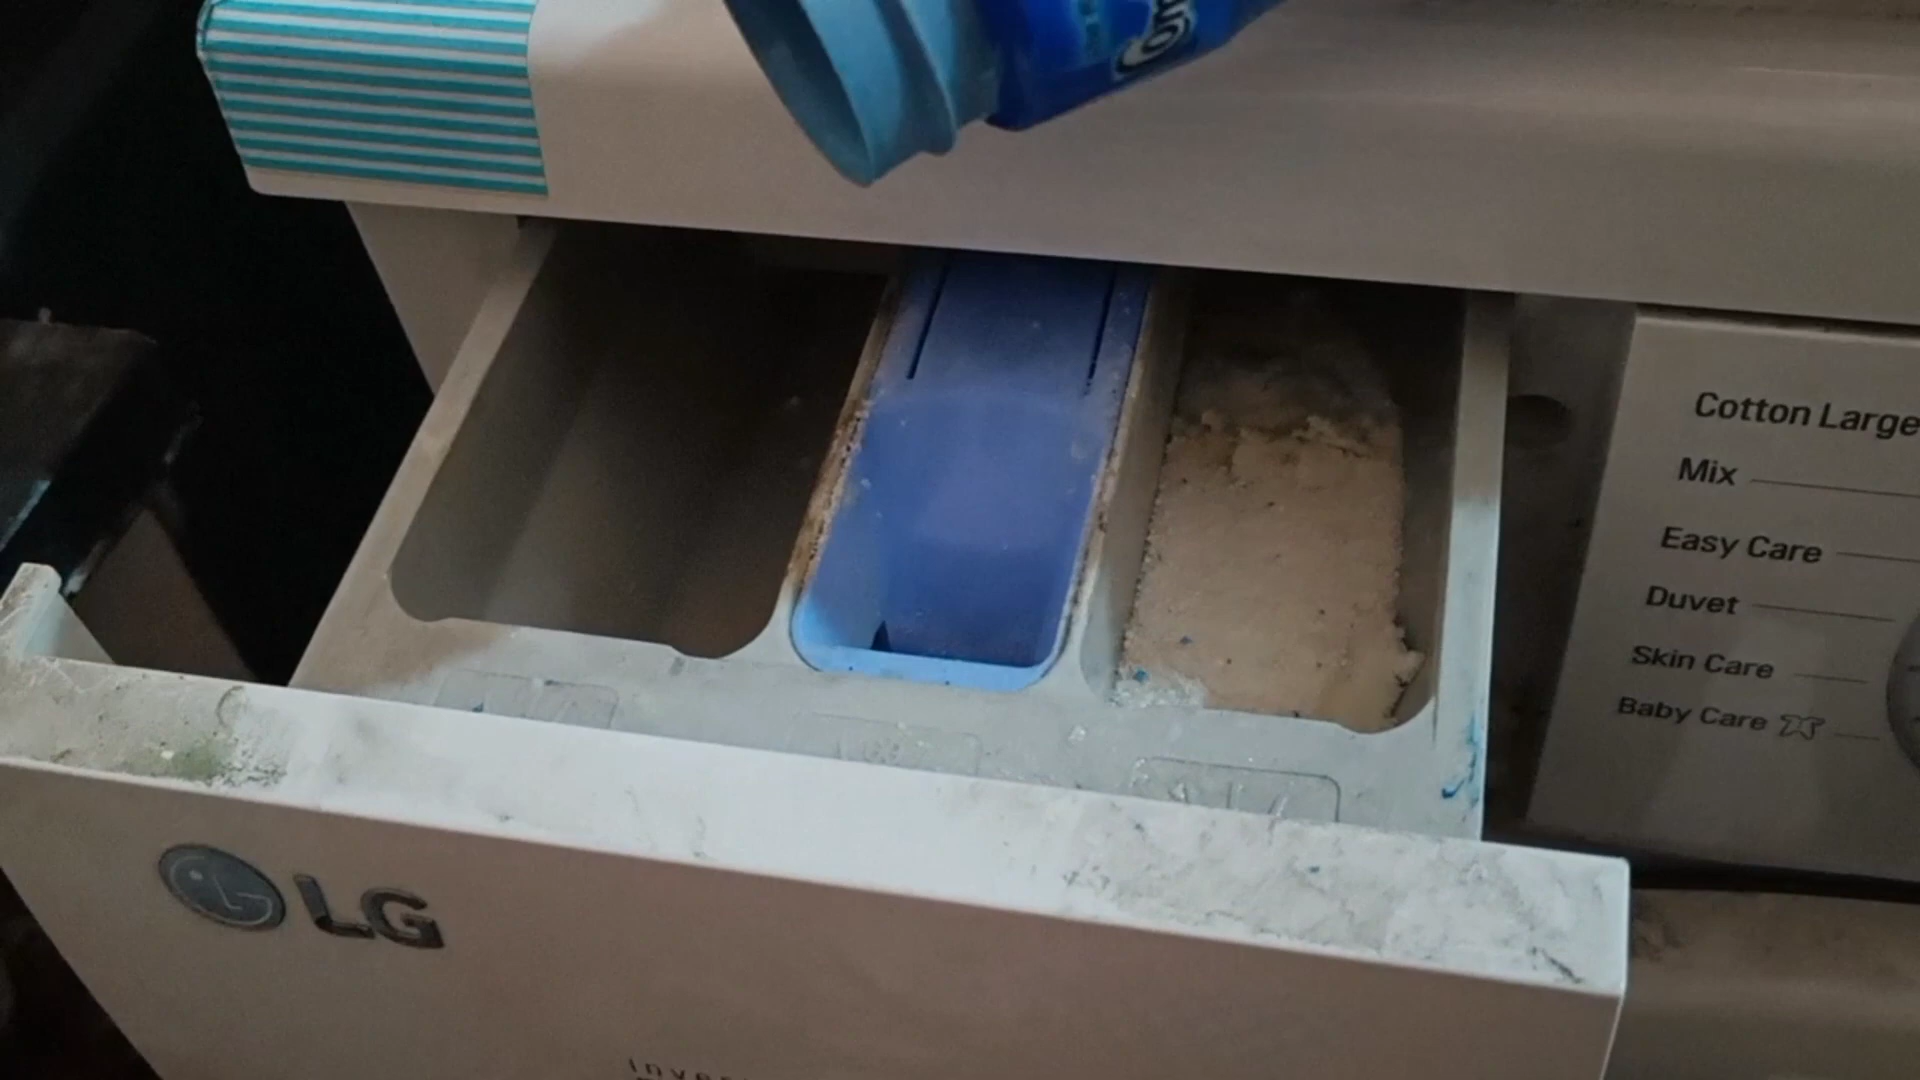 Cotton Large
Mix
Easy Care
Duvet
Skin Care
Baby Care
LG